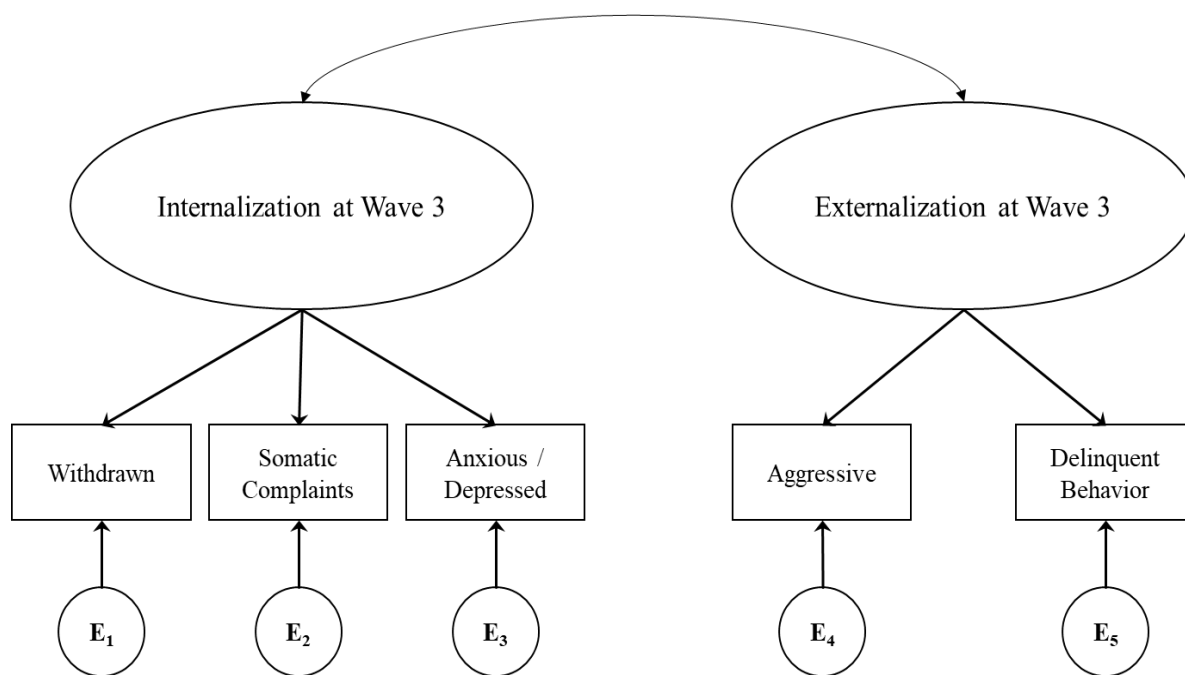 Internalization at Wave 3
Externalization at Wave 3
Withdrawn
Somatic
Complaints
Anxious /
Depressed
Aggressive
Delinquent
Behavior
E₁
E₂
E₃
E₄
E₅